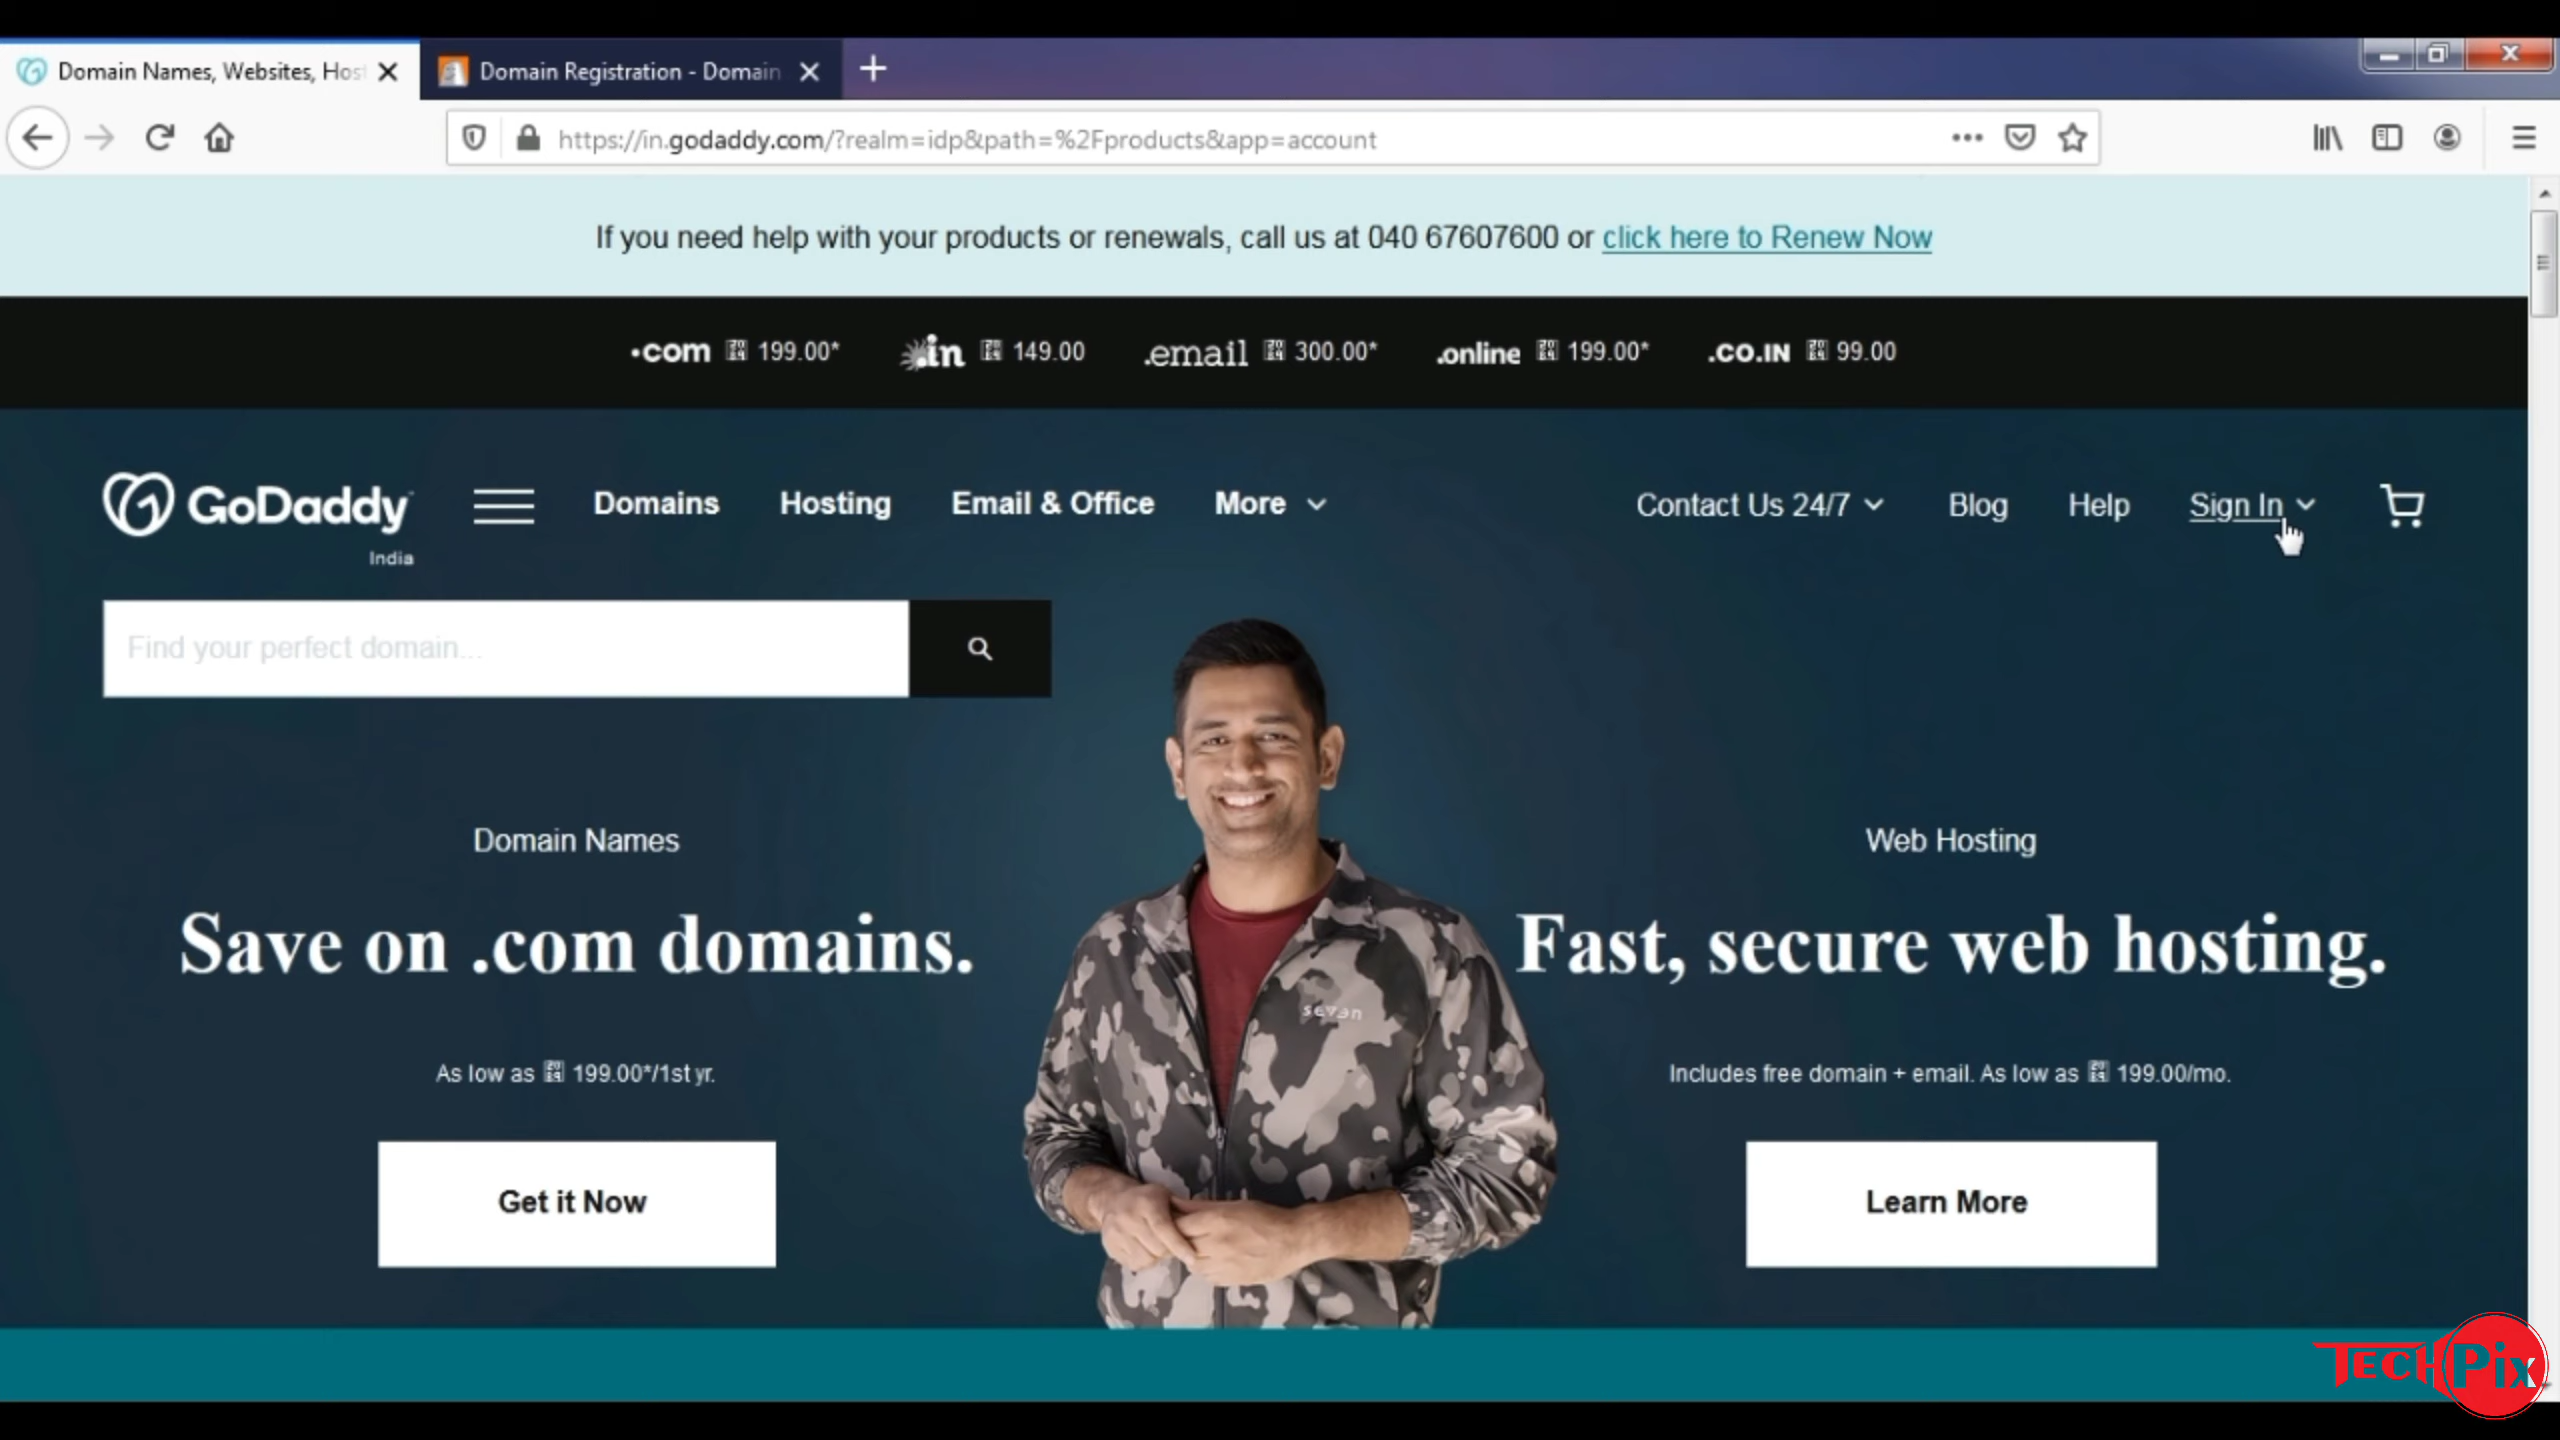 Domain Names, Websites, Hos
Domain Registration - Domain
https://in.godaddy.com/?realm=idp&path=%2Fproducts&app=account
If you need help with your products or renewals, call us at 040 67607600 or click here to Renew Now
.com 199.00* .in 149.00 .email 300.00* .online 199.00* .CO.IN 99.00
GoDaddy Domains Hosting Email & Office More Contact Us 24/7 Blog Help Sign In
India
Find your perfect domain...
Domain Names
Save on .com domains.
As low as 199.00*/1st yr.
Get it Now
seven
Web Hosting
Fast, secure web hosting.
Includes free domain + email. As low as 199.00/mo.
Learn More
TECH Pix